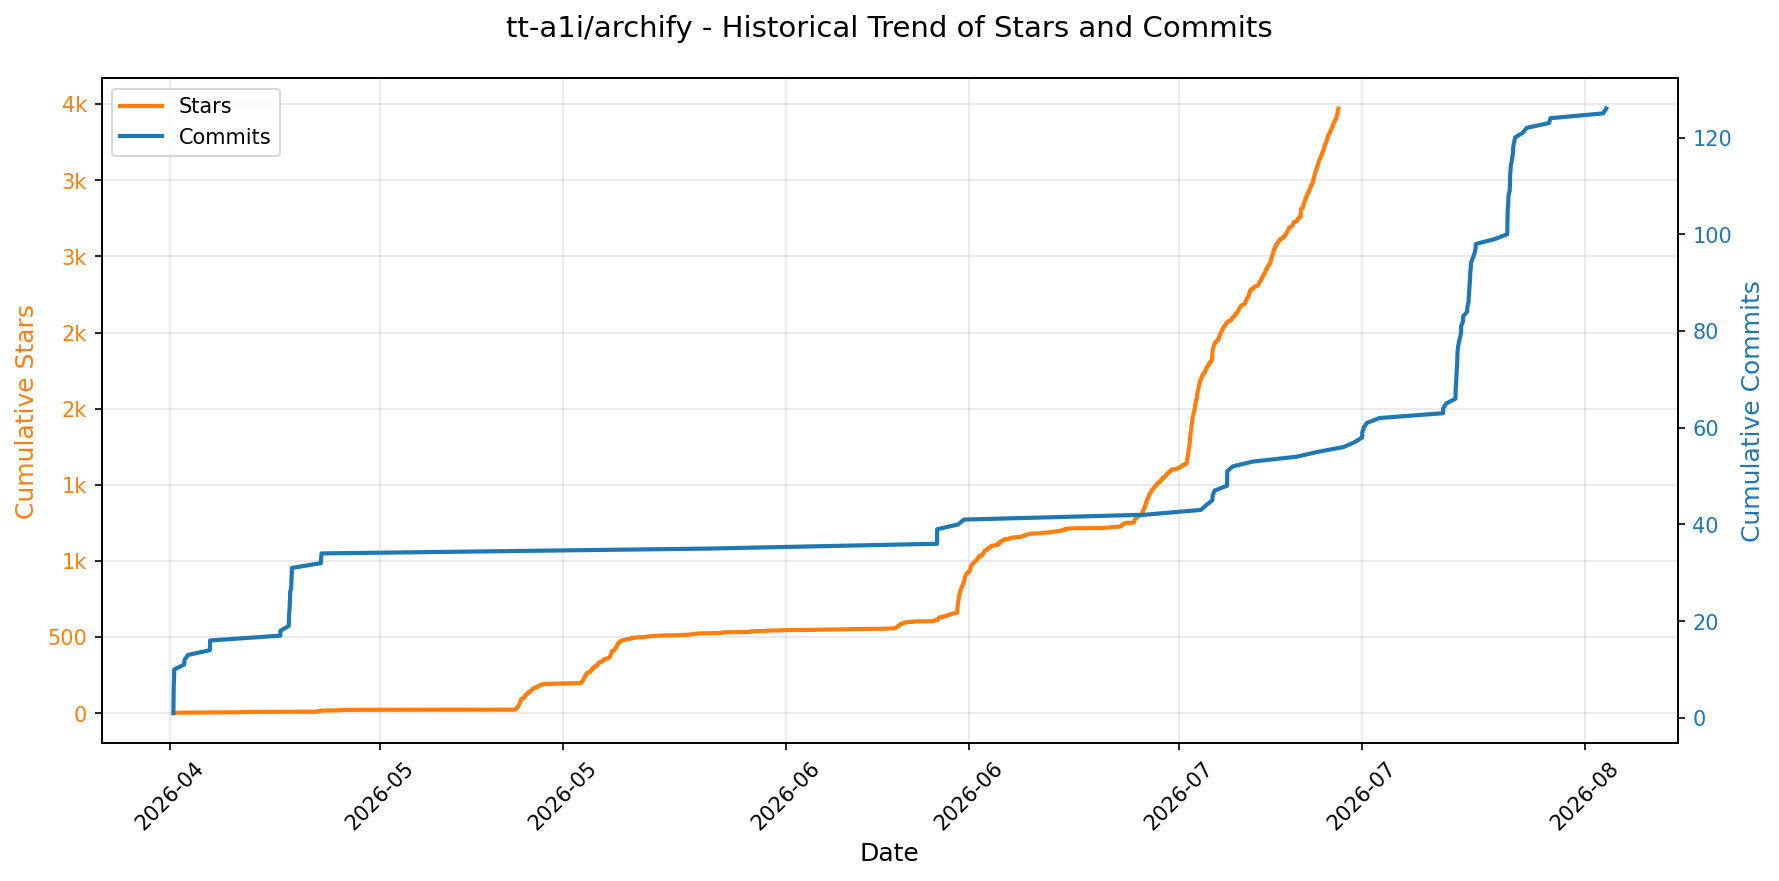 tt-a1i/archify - Historical Trend of Stars and Commits
Stars
Commits
4k
3k
3k
2k
2k
1k
1k
500
0
Cumulative Stars
120
100
80
60
40
20
0
Cumulative Commits
2026-04
2026-05
2026-05
2026-06
2026-06
2026-07
2026-07
2026-08
Date